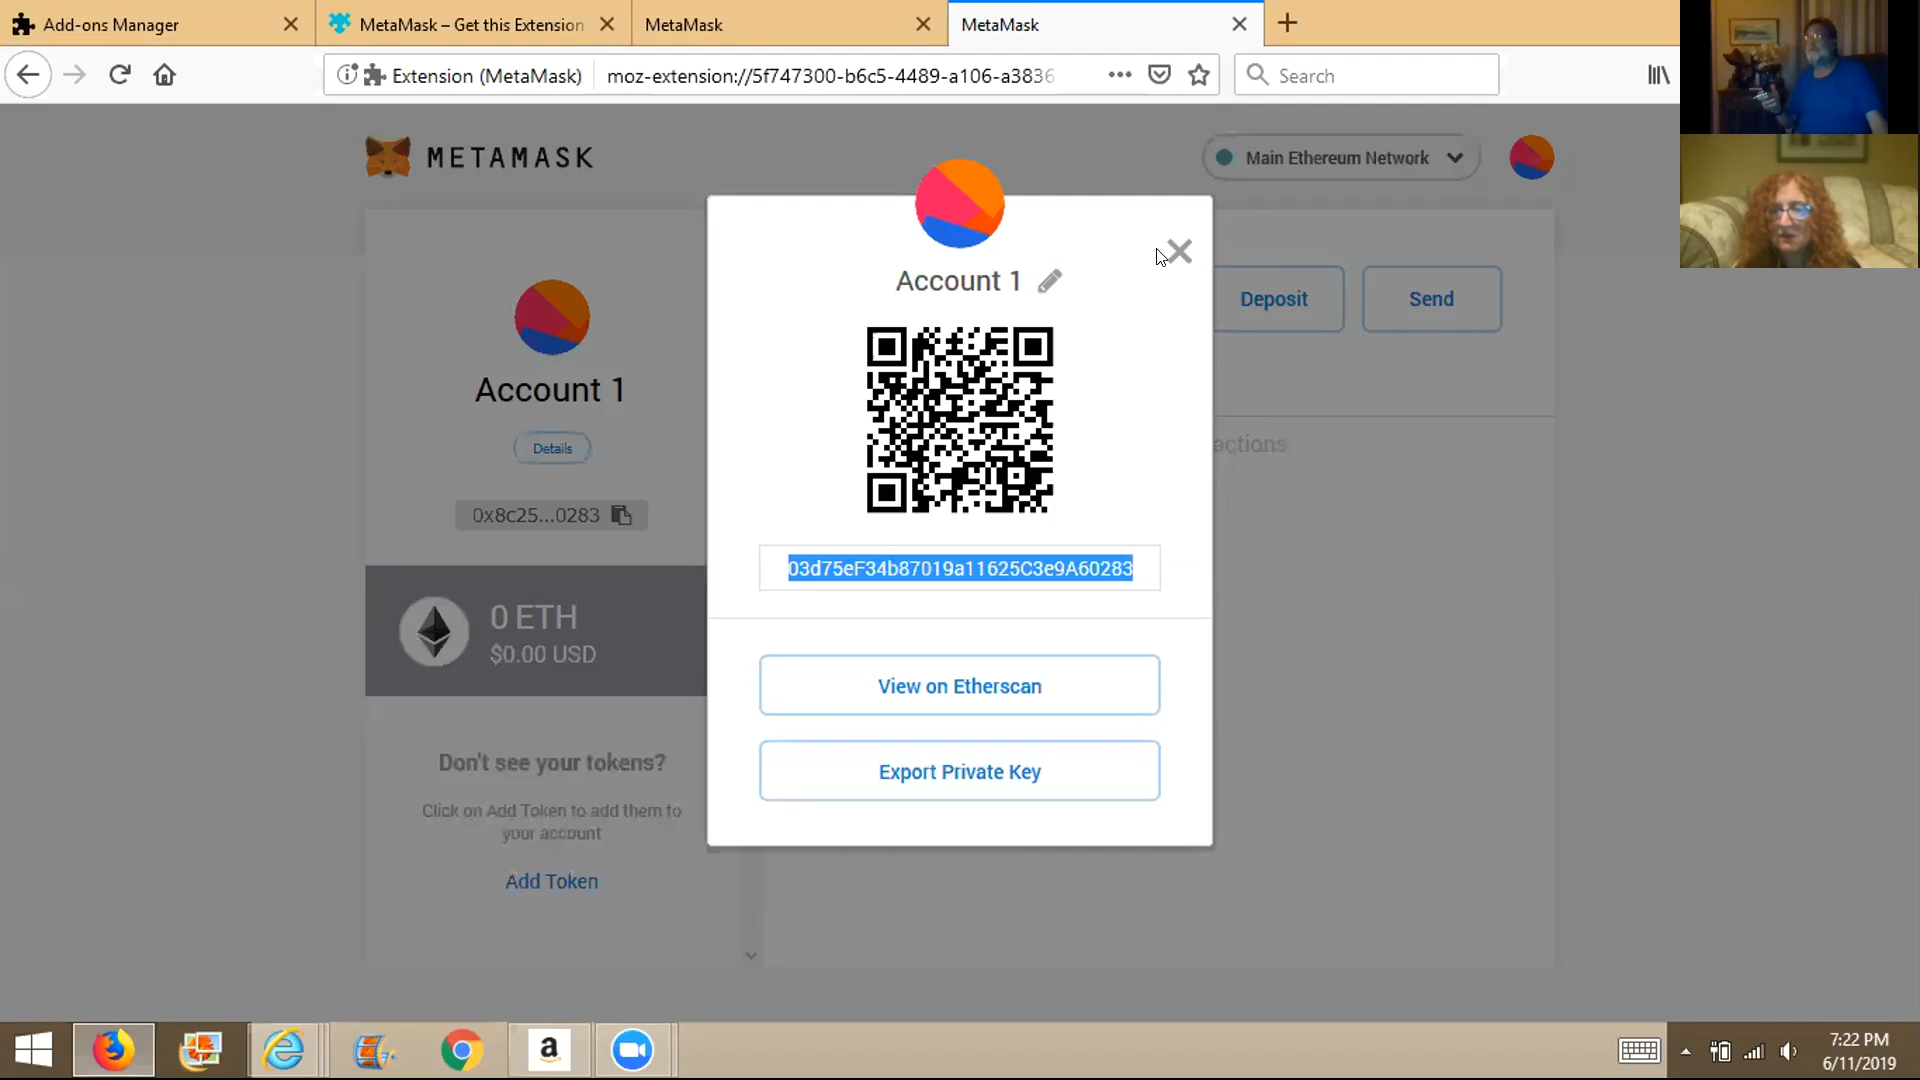 Add-ons Manager
MetaMask – Get this Extension
MetaMask
MetaMask
Extension (MetaMask)
moz-extension://5f747300-b6c5-4489-a106-a3836
Search
METAMASK
Main Ethereum Network
Account 1
Details
0x8c25...0283
0 ETH
$0.00 USD
Don't see your tokens?
Click on Add Token to add them to
your account
Add Token
Account 1
03d75eF34b87019a11625C3e9A60283
View on Etherscan
Export Private Key
Deposit
Send
actions
a
7:22 PM
6/11/2019